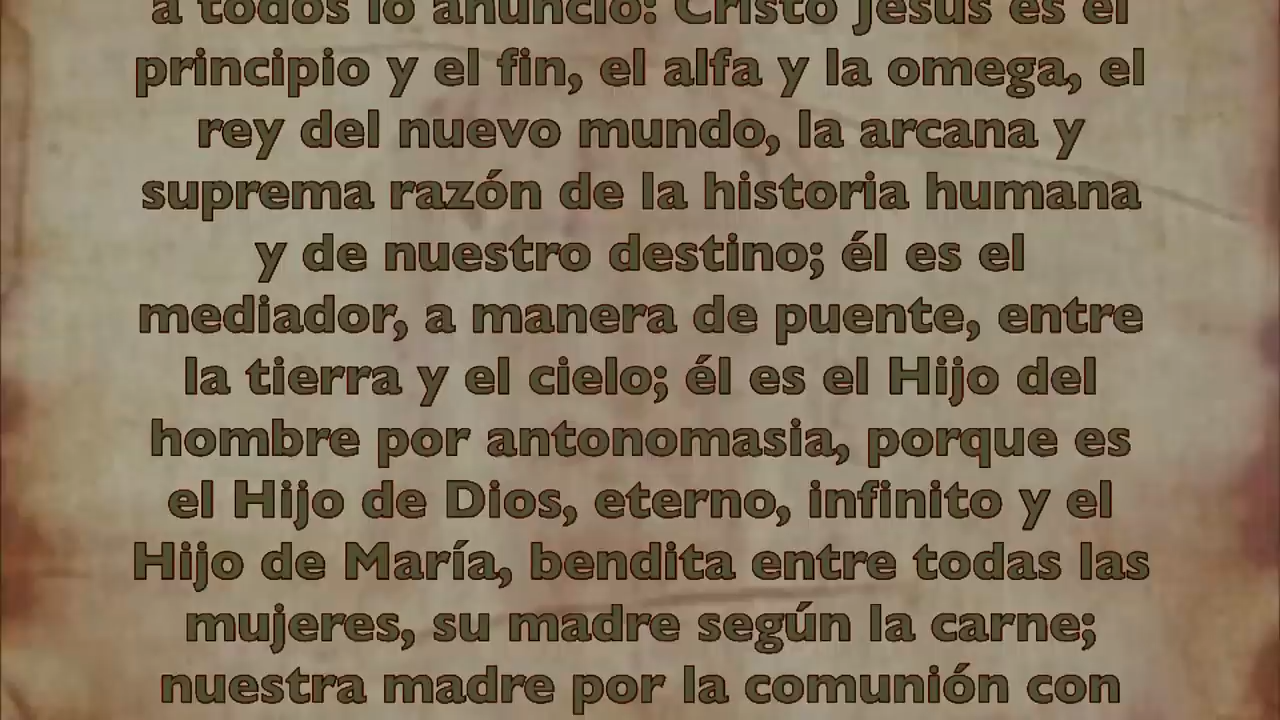 a todos lo anuncio: Cristo Jesús es el
principio y el fin, el alfa y la omega, el
rey del nuevo mundo, la arcana y
suprema razón de la historia humana
y de nuestro destino; él es el
mediador, a manera de puente, entre
la tierra y el cielo; él es el Hijo del
hombre por antonomasia, porque es
el Hijo de Dios, eterno, infinito y el
Hijo de María, bendita entre todas las
mujeres, su madre según la carne;
nuestra madre por la comunión con